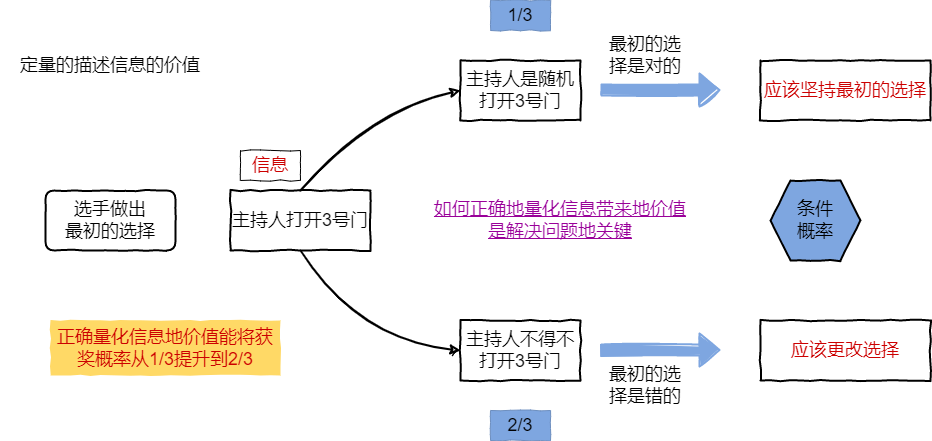 1/3
定量的描述信息的价值
最初的选
择是对的
主持人是随机
打开3号门
应该坚持最初的选择
信息
选手做出
最初的选择
主持人打开3号门
如何正确地量化信息带来地价值
是解决问题地关键
条件
概率
正确量化信息地价值能将获
奖概率从1/3提升到2/3
主持人不得不
打开3号门
应该更改选择
最初的选
择是错的
2/3